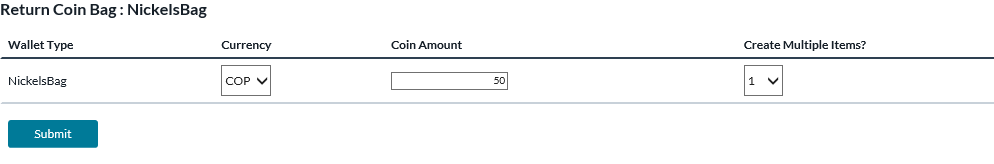 Return Coin Bag : NickelsBag
Wallet Type Currency Coin Amount Create Multiple Items?
NickelsBag COP 50 1
Submit